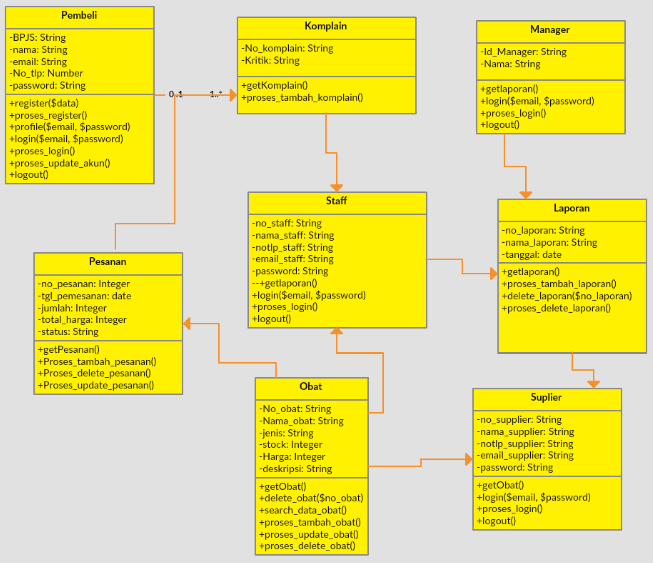 Pembeli
-BPJS: String
-nama: String
-email: String
-No_tlp: Number
-password: String
+register($data)
+proses_register()
+profile($email, $password)
+login($email, $password)
+proses_login()
+proses_update_akun()
+logout()
0..1
1..*
Komplain
-No_komplain: String
-Kritik: String
+getKomplain()
+proses_tambah_komplain()
Manager
-Id_Manager: String
-Nama: String
+getlaporan()
+login($email, $password)
+proses_login()
+logout()
Staff
-no_staff: String
-nama_staff: String
-notlp_staff: String
-email_staff: String
-password: String
--+getlaporan()
+login($email, $password)
+proses_login()
+logout()
Laporan
-no_laporan: String
-nama_laporan: String
-tanggal: date
+getlaporan()
+proses_tambah_laporan()
+delete_laporan($no_laporan)
+proses_delete_laporan()
Pesanan
-no_pesanan: Integer
-tgl_pemesanan: date
-jumlah: Integer
-total_harga: Integer
-status: String
+getPesanan()
+Proses_tambah_pesanan()
+Proses_delete_pesanan()
+Proses_update_pesanan()
Obat
-No_obat: String
-Nama_obat: String
-jenis: String
-stock: Integer
-Harga: Integer
-deskripsi: String
+getObat()
+delete_obat($no_obat)
+search_data_obat()
+proses_tambah_obat()
+proses_update_obat()
+proses_delete_obat()
Suplier
-no_supplier: String
-nama_supplier: String
-notlp_supplier: String
-email_supplier: String
-password: String
+getObat()
+login($email, $password)
+proses_login()
+logout()